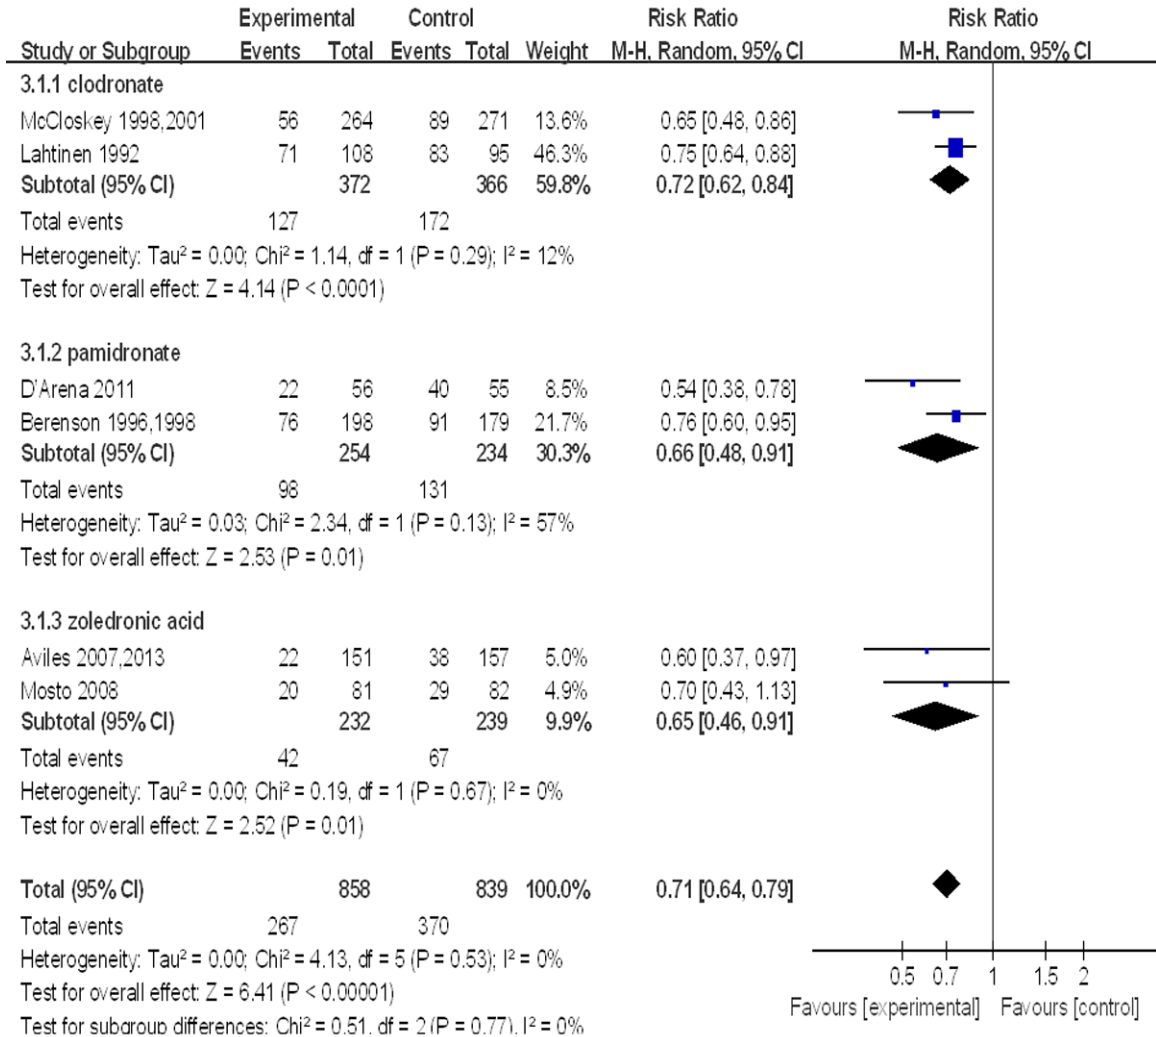 Experimental Control Risk Ratio Risk Ratio
Study or Subgroup Events Total Events Total Weight M-H, Random, 95% CI M-H, Random, 95% CI
3.1.1 clodronate
McCloskey 1998,2001 56 264 89 271 13.6% 0.65 [0.48, 0.86]
Lahtinen 1992 71 108 83 95 46.3% 0.75 [0.64, 0.88]
Subtotal (95% CI) 372 366 59.8% 0.72 [0.62, 0.84]
Total events 127 172
Heterogeneity: Tau² = 0.00; Chi² = 1.14, df = 1 (P = 0.29); I² = 12%
Test for overall effect: Z = 4.14 (P < 0.0001)
3.1.2 pamidronate
D'Arena 2011 22 56 40 55 8.5% 0.54 [0.38, 0.78]
Berenson 1996,1998 76 198 91 179 21.7% 0.76 [0.60, 0.95]
Subtotal (95% CI) 254 234 30.3% 0.66 [0.48, 0.91]
Total events 98 131
Heterogeneity: Tau² = 0.03; Chi² = 2.34, df = 1 (P = 0.13); I² = 57%
Test for overall effect: Z = 2.53 (P = 0.01)
3.1.3 zoledronic acid
Aviles 2007,2013 22 151 38 157 5.0% 0.60 [0.37, 0.97]
Mosto 2008 20 81 29 82 4.9% 0.70 [0.43, 1.13]
Subtotal (95% CI) 232 239 9.9% 0.65 [0.46, 0.91]
Total events 42 67
Heterogeneity: Tau² = 0.00; Chi² = 0.19, df = 1 (P = 0.67); I² = 0%
Test for overall effect: Z = 2.52 (P = 0.01)
Total (95% CI) 858 839 100.0% 0.71 [0.64, 0.79]
Total events 267 370
Heterogeneity: Tau² = 0.00; Chi² = 4.13, df = 5 (P = 0.53); I² = 0%
Test for overall effect: Z = 6.41 (P < 0.00001)
Test for subgroup differences: Chi² = 0.51, df = 2 (P = 0.77), I² = 0%
0.5 0.7 1 1.5 2
Favours [experimental] Favours [control]